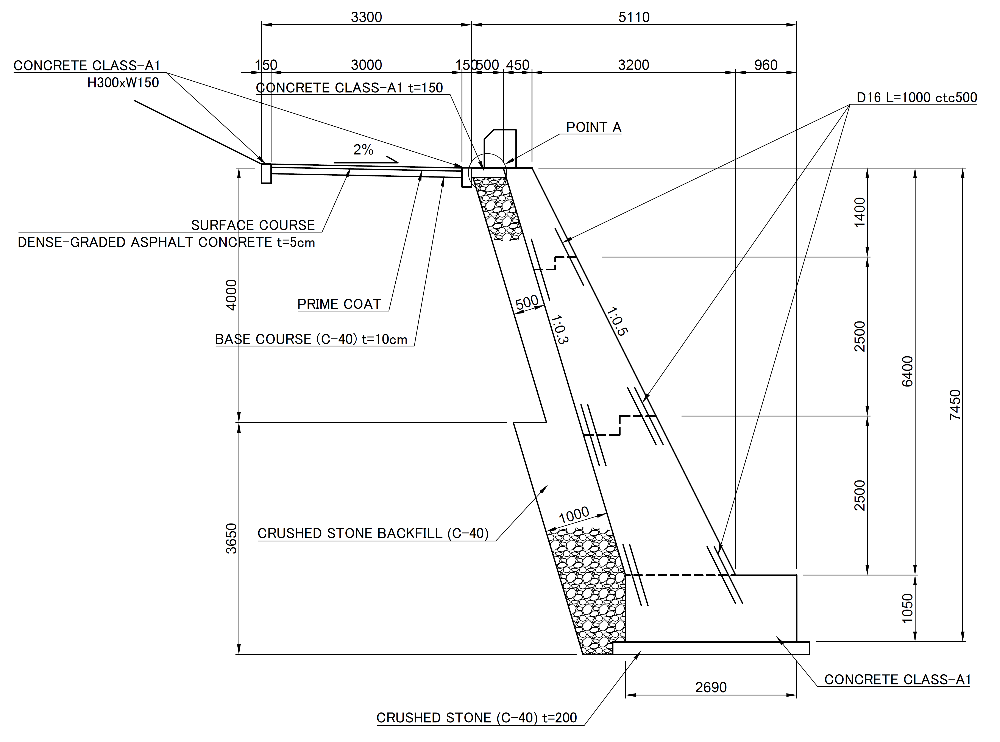 3300
5110
150
3000
150
500
450
3200
960
CONCRETE CLASS-A1
H300xW150
CONCRETE CLASS-A1 t=150
D16 L=1000 ctc500
POINT A
2%
1400
SURFACE COURSE
DENSE-GRADED ASPHALT CONCRETE t=5cm
4000
PRIME COAT
500
1:0.3
1:0.5
2500
BASE COURSE (C-40) t=10cm
6400
7450
2500
1000
CRUSHED STONE BACKFILL (C-40)
3650
1050
2690
CONCRETE CLASS-A1
CRUSHED STONE (C-40) t=200